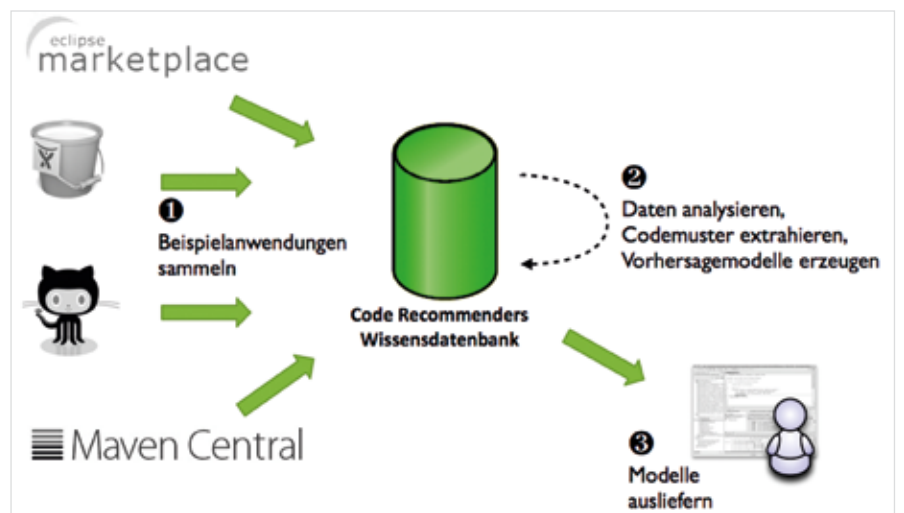 eclipse
marketplace
❶
Beispielanwendungen
sammeln
Code Recommenders
Wissensdatenbank
❷
Daten analysieren,
Codemuster extrahieren,
Vorhersagemodelle erzeugen
Maven Central
❸
Modelle
ausliefern